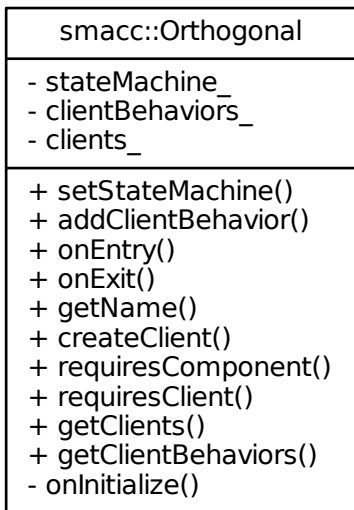 smacc::Orthogonal
- stateMachine_
- clientBehaviors_
- clients_
+ setStateMachine()
+ addClientBehavior()
+ onEntry()
+ onExit()
+ getName()
+ createClient()
+ requiresComponent()
+ requiresClient()
+ getClients()
+ getClientBehaviors()
- onInitialize()